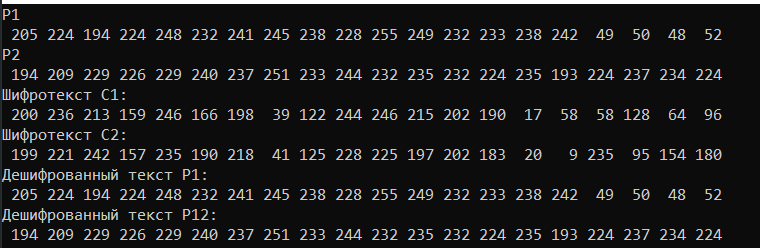 P1
205 224 194 224 248 232 241 245 238 228 255 249 232 233 238 242 49 50 48 52
P2
194 209 229 226 229 240 237 251 233 244 232 235 232 224 235 193 224 237 234 224
Шифротекст C1:
200 236 213 159 246 166 198 39 122 244 246 215 202 190 17 58 58 128 64 96
Шифротекст C2:
199 221 242 157 235 190 218 41 125 228 225 197 202 183 20 9 235 95 154 180
Дешифрованный текст P1:
205 224 194 224 248 232 241 245 238 228 255 249 232 233 238 242 49 50 48 52
Дешифрованный текст P12:
194 209 229 226 229 240 237 251 233 244 232 235 232 224 235 193 224 237 234 224